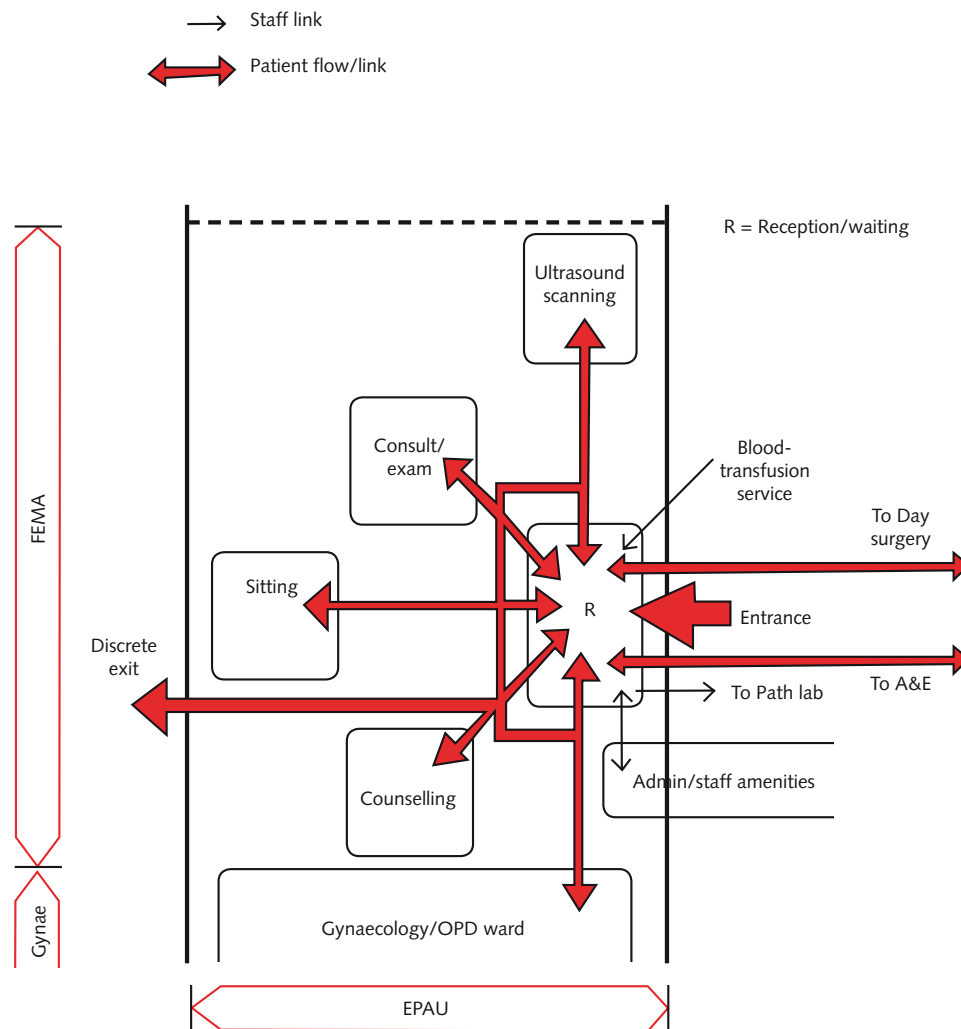 Staff link
Patient flow/link
R = Reception/waiting
Ultrasound
scanning
Consult/
exam
Blood-
transfusion
service
To Day
surgery
FEMA
Sitting
R
Entrance
Discrete
exit
To A&E
To Path lab
Admin/staff amenities
Counselling
Gynae
Gynaecology/OPD ward
EPAU